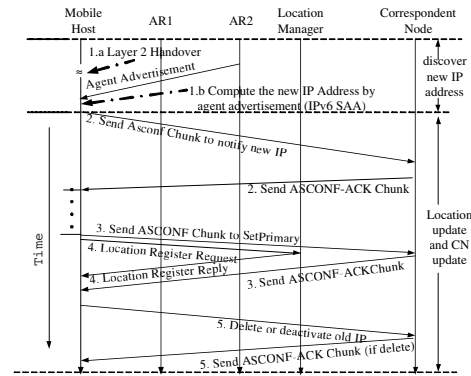 Mobile
Host
AR1
AR2
Location
Manager
Correspondent
Node
1.a Layer 2 Handover
≈
Agent Advertisement
1.b Compute the new IP Address by
agent advertisement (IPv6 SAA)
discover
new IP
address
2. Send Asconf Chunk to notify new IP
2. Send ASCONF-ACK Chunk
3. Send ASCONF Chunk to SetPrimary
4. Location Register Request
4. Location Register Reply
3. Send ASCONF-ACKChunk
Time
Location
update
and CN
update
5. Delete or deactivate old IP
5. Send ASCONF-ACK Chunk (if delete)